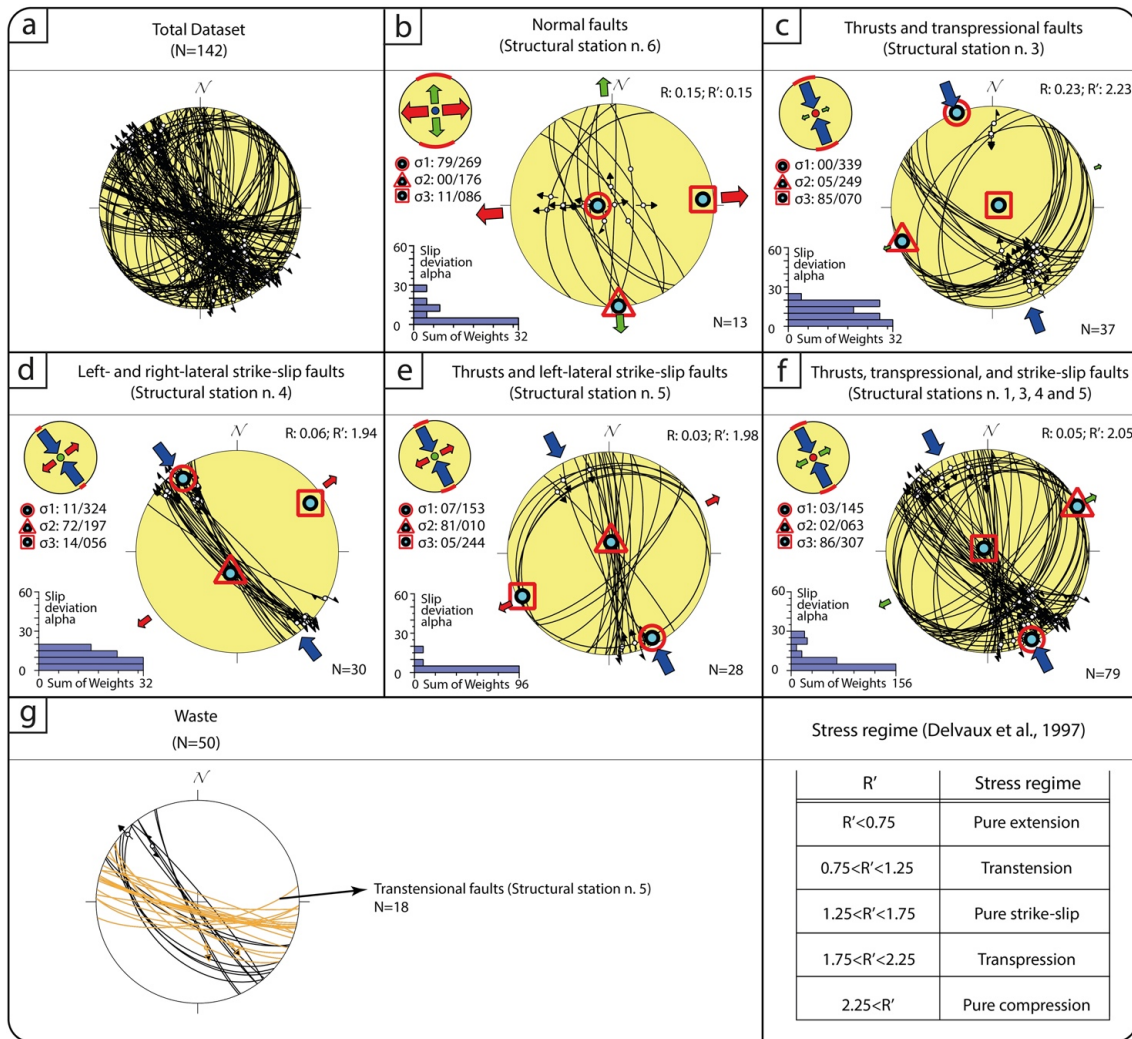 a
Total Dataset
(N=142)
N
b
Normal faults
(Structural station n. 6)
N
R: 0.15; R': 0.15
σ1: 79/269
σ2: 00/176
σ3: 11/086
60
30
0
Slip
deviation
alpha
0 Sum of Weights 32
N=13
c
Thrusts and transpressional faults
(Structural station n. 3)
N
R: 0.23; R': 2.23
σ1: 00/339
σ2: 05/249
σ3: 85/070
60
30
0
Slip
deviation
alpha
0 Sum of Weights 32
N=37
d
Left- and right-lateral strike-slip faults
(Structural station n. 4)
N
R: 0.06; R': 1.94
σ1: 11/324
σ2: 72/197
σ3: 14/056
60
30
0
Slip
deviation
alpha
0 Sum of Weights 32
N=30
e
Thrusts and left-lateral strike-slip faults
(Structural station n. 5)
N
R: 0.03; R': 1.98
σ1: 07/153
σ2: 81/010
σ3: 05/244
60
30
0
Slip
deviation
alpha
0 Sum of Weights 96
N=28
f
Thrusts, transpressional, and strike-slip faults
(Structural stations n. 1, 3, 4 and 5)
N
R: 0.05; R': 2.05
σ1: 03/145
σ2: 02/063
σ3: 86/307
60
30
0
Slip
deviation
alpha
0 Sum of Weights 156
N=79
g
Waste
(N=50)
N
Transtensional faults (Structural station n. 5)
N=18
Stress regime (Delvaux et al., 1997)
R' Stress regime
R'<0.75 Pure extension
0.75<R'<1.25 Transtension
1.25<R'<1.75 Pure strike-slip
1.75<R'<2.25 Transpression
2.25<R' Pure compression